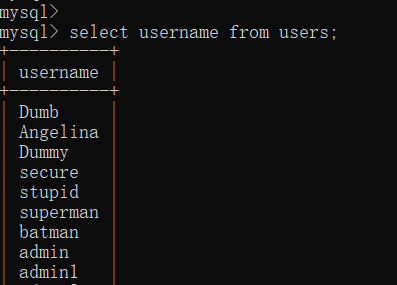 mysql>
mysql> select username from users;
+----------+
| username |
+----------+
| Dumb |
| Angelina |
| Dummy |
| secure |
| stupid |
| superman |
| batman |
| admin |
| admin1 |